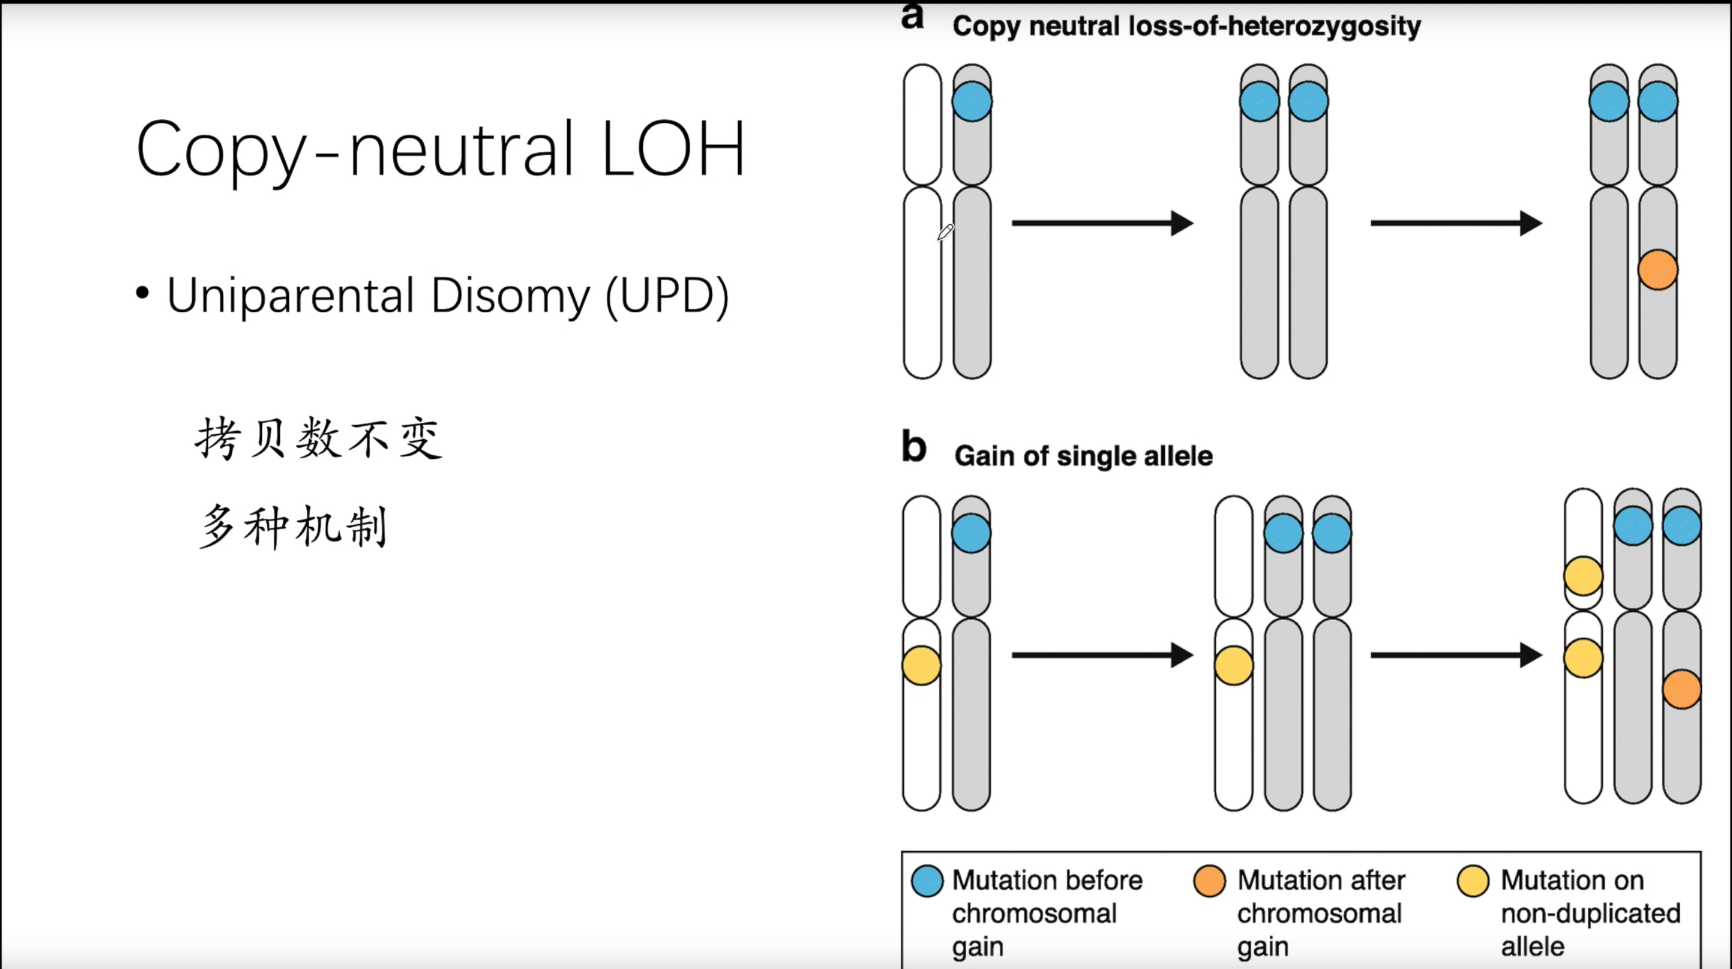 Copy-neutral LOH
• Uniparental Disomy (UPD)
拷贝数不变
多种机制
a Copy neutral loss-of-heterozygosity
b Gain of single allele
Mutation before
chromosomal
gain
Mutation after
chromosomal
gain
Mutation on
non-duplicated
allele